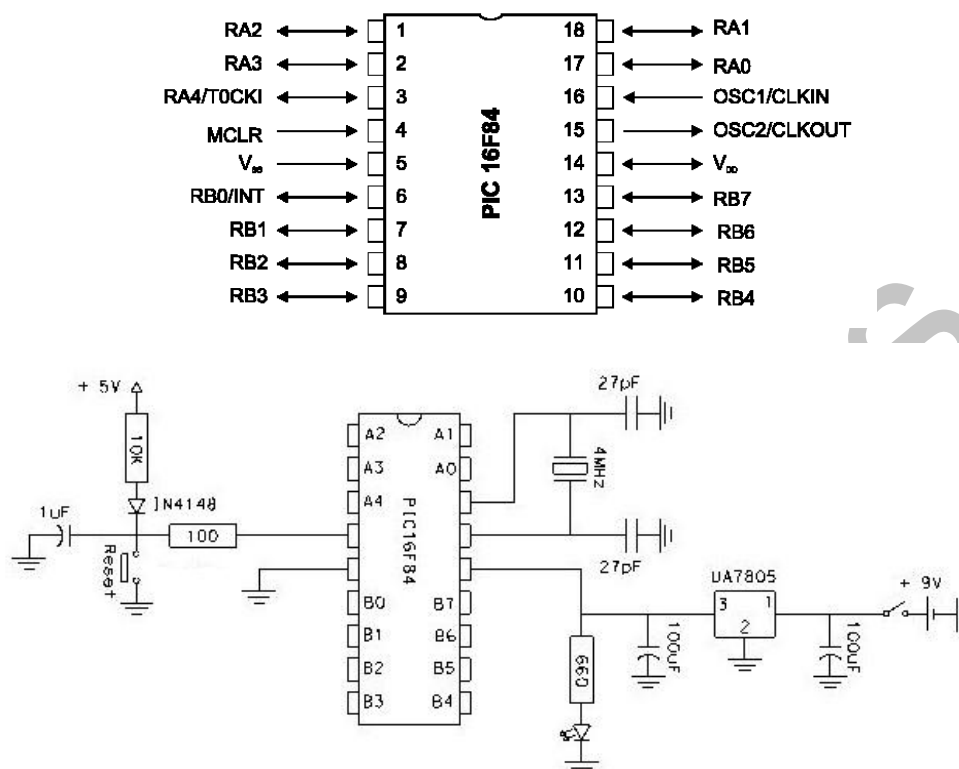 RA2 1 18 RA1
RA3 2 17 RA0
RA4/T0CKI 3 16 OSC1/CLKIN
MCLR 4 15 OSC2/CLKOUT
Vss 5 14 VDD
RB0/INT 6 13 RB7
RB1 7 12 RB6
RB2 8 11 RB5
RB3 9 10 RB4
PIC 16F84
S
+ 5V
10K
1N4148
1uF
100
Reset
A2 A1
A3 A0
A4
PIC16F84
B0 B7
B1 B6
B2 B5
B3 B4
27pF
4MHz
27pF
UA7805
3 1
2
+ 9V
100uF
100uF
660